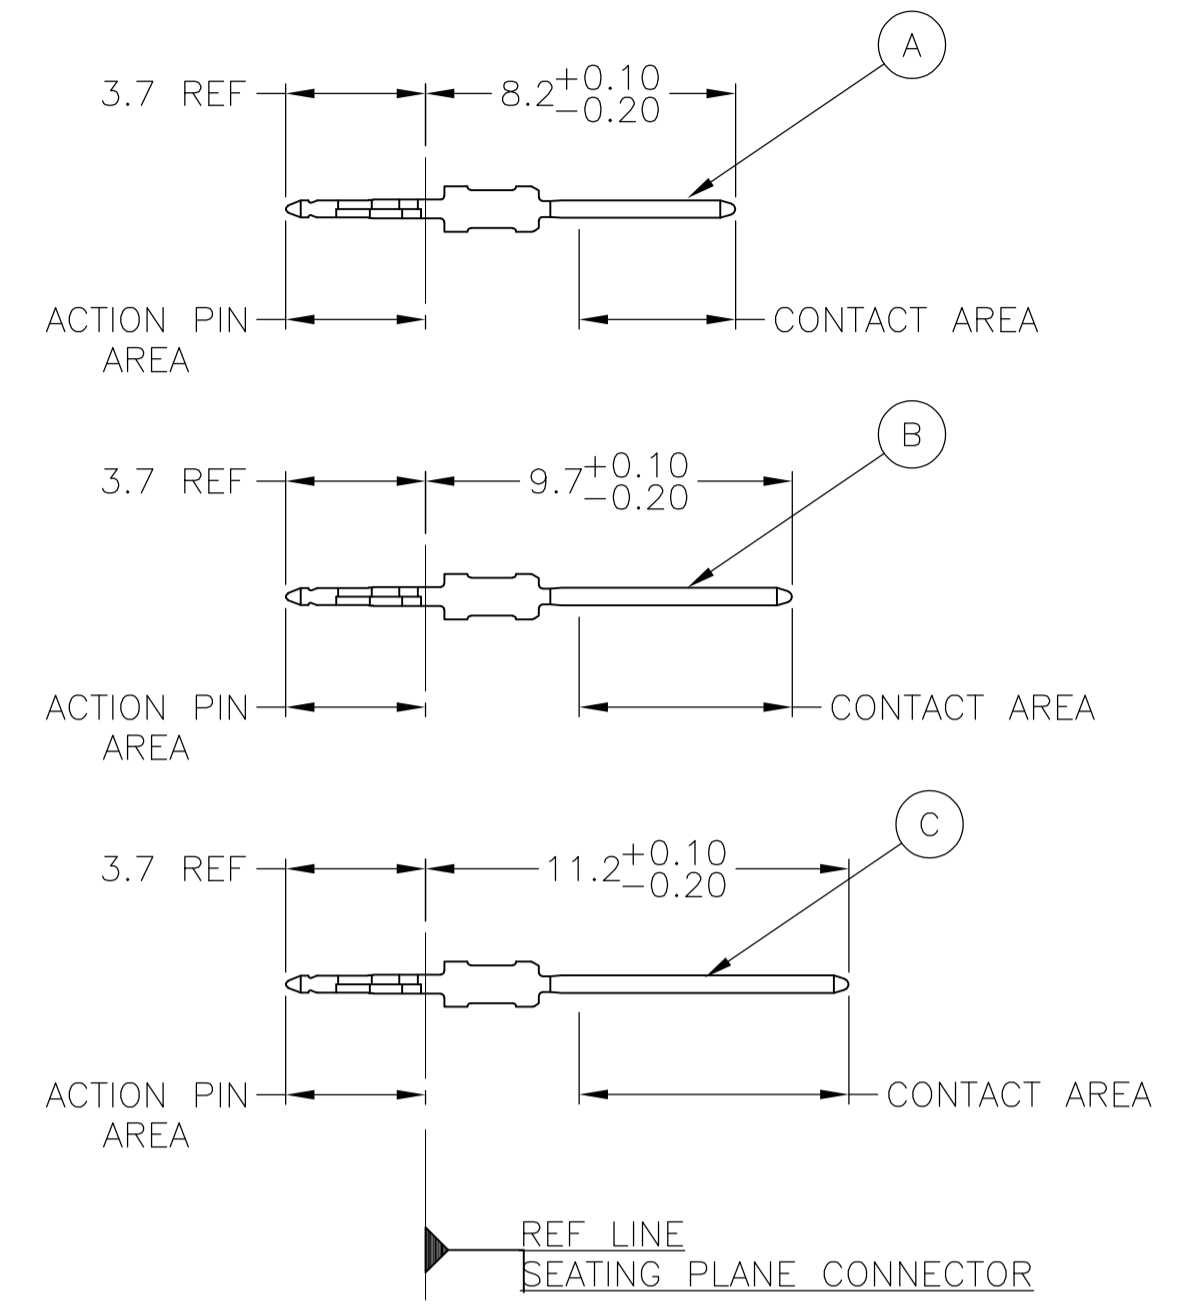 A
3.7 REF
8.2 +0.10
-0.20
ACTION PIN
AREA
CONTACT AREA
B
3.7 REF
9.7 +0.10
-0.20
ACTION PIN
AREA
CONTACT AREA
C
3.7 REF
11.2 +0.10
-0.20
ACTION PIN
AREA
CONTACT AREA
REF LINE
SEATING PLANE CONNECTOR